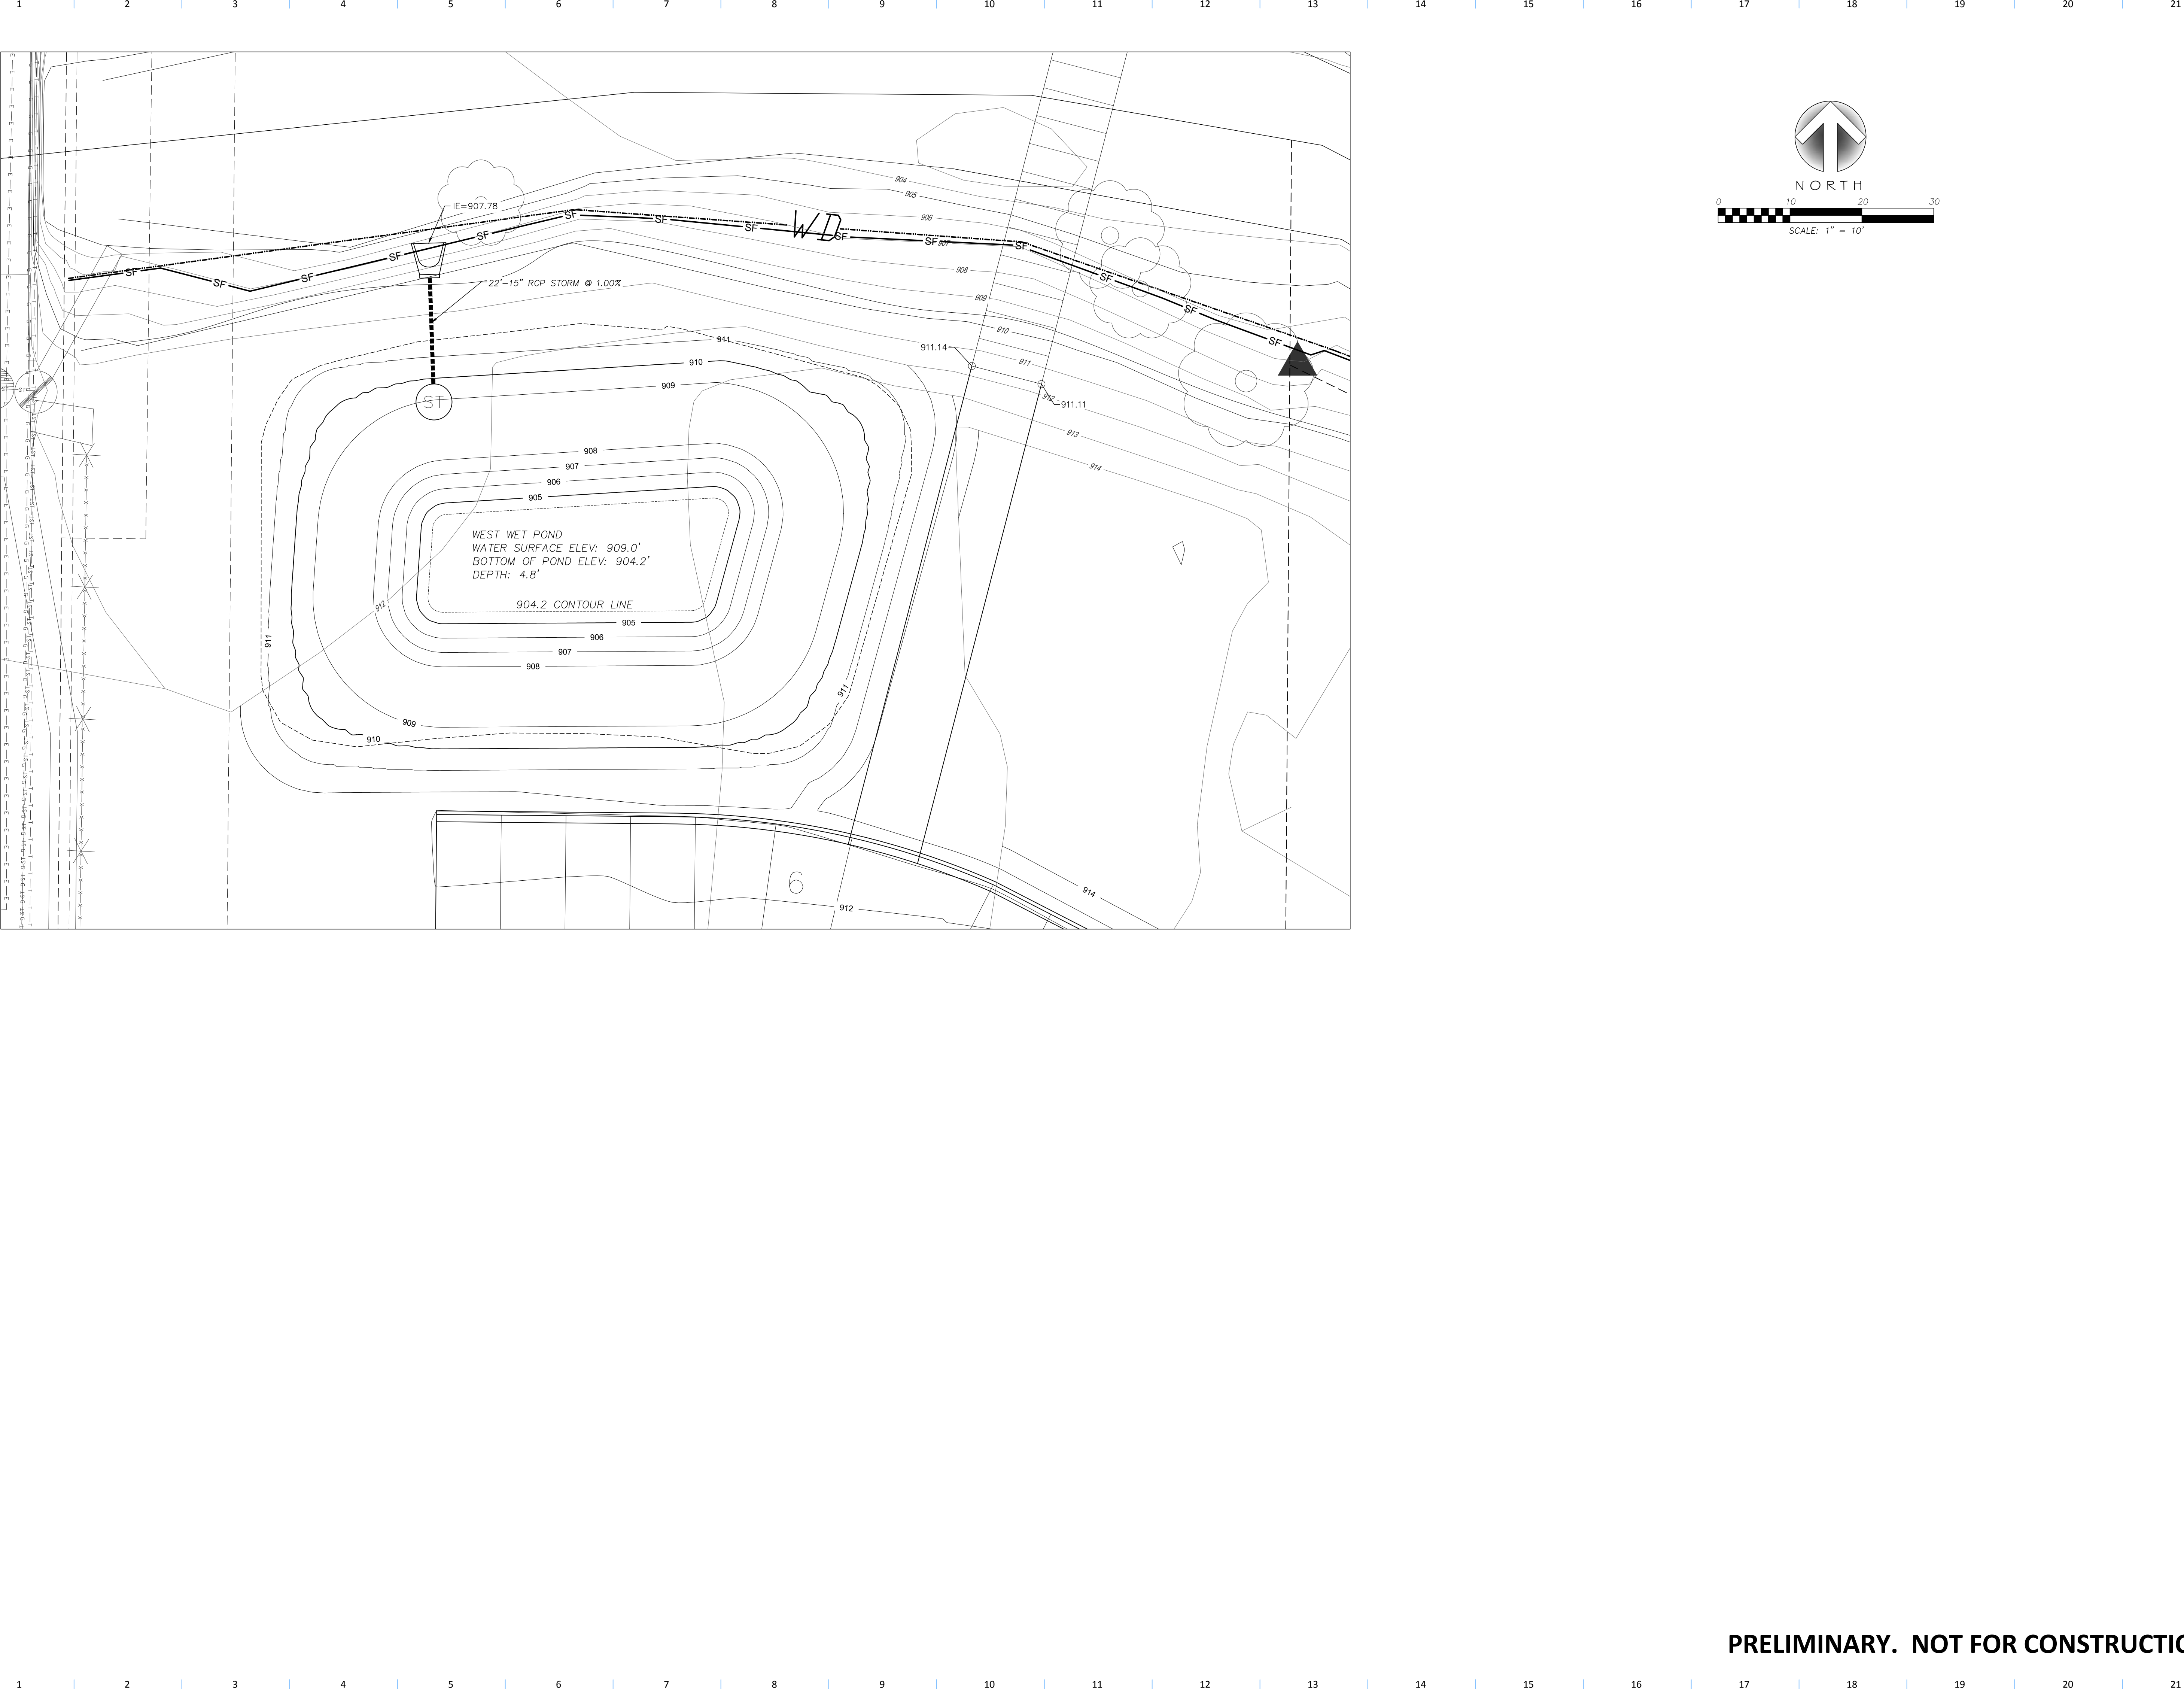 1 2 3 4 5 6 7 8 9 10 11 12 13 14 15 16 17 18 19 20 21
NORTH
0 10 20 30
SCALE: 1" = 10'
904
905
906
907
908
909
910
911
912
913
914
IE=907.78
SF SF SF SF SF SF SF SF SF SF SF SF SF SF
WD
22'-15" RCP STORM @ 1.00%
911.14
911.11
ST
ST
911
910
909
908
907
906
905
WEST WET POND
WATER SURFACE ELEV: 909.0'
BOTTOM OF POND ELEV: 904.2'
DEPTH: 4.8'
904.2 CONTOUR LINE
905
906
907
908
909
910
911
911
912
6
912
914
PRELIMINARY. NOT FOR CONSTRUCTIO
1 2 3 4 5 6 7 8 9 10 11 12 13 14 15 16 17 18 19 20 21